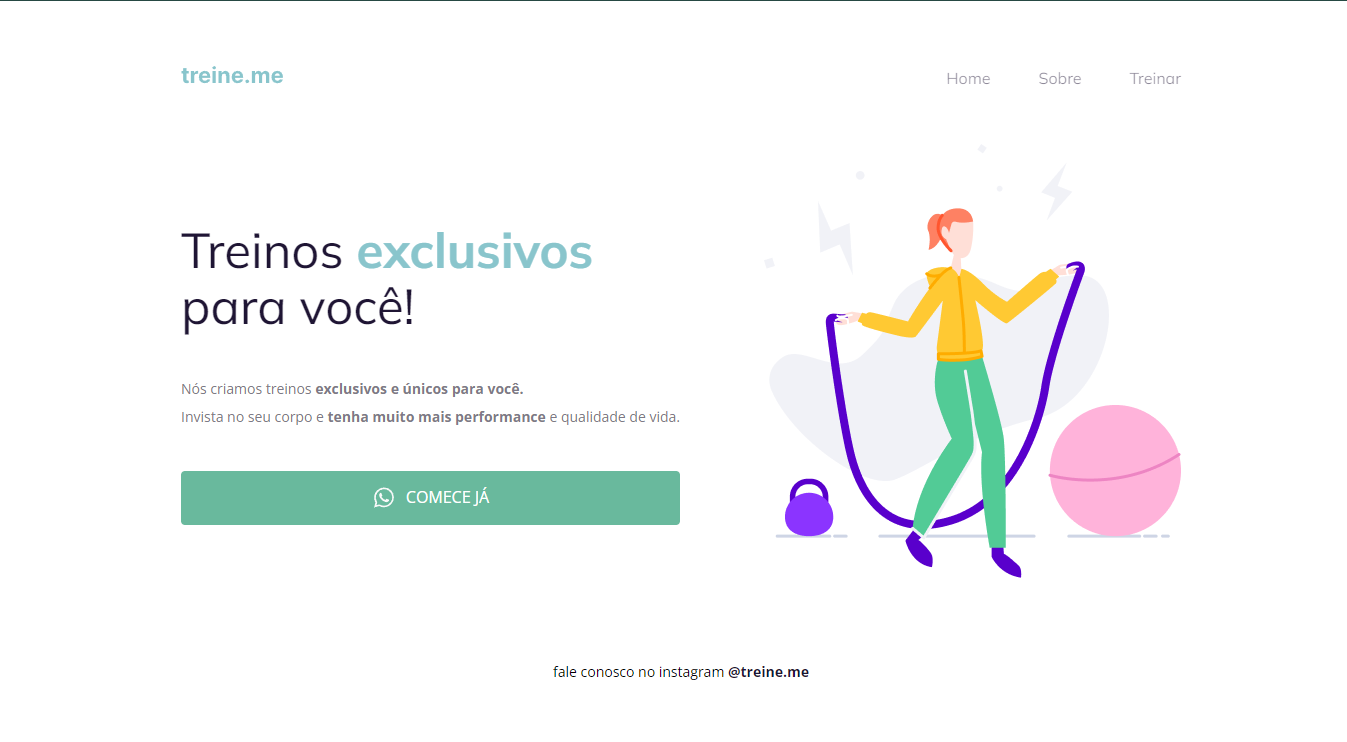 treine.me
Home Sobre Treinar
Treinos exclusivos
para você!
Nós criamos treinos exclusivos e únicos para você.
Invista no seu corpo e tenha muito mais performance e qualidade de vida.
COMECE JÁ
fale conosco no instagram @treine.me